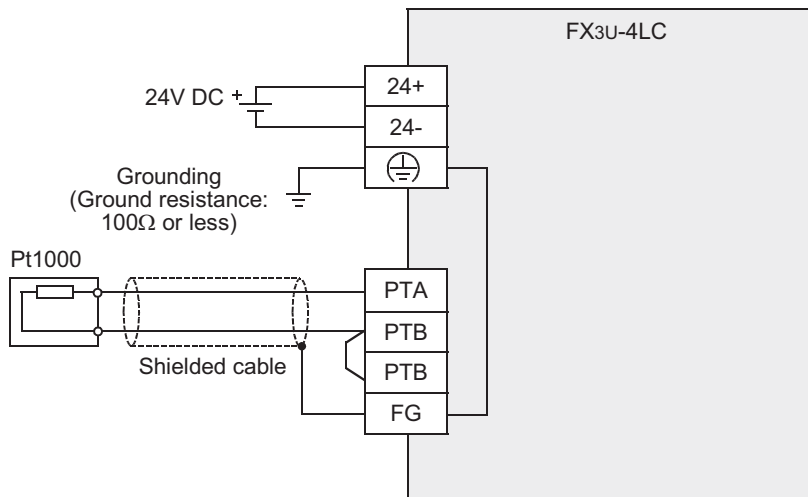 FX3U-4LC
24V DC +
24+
24-
Grounding
(Ground resistance:
100Ω or less)
Pt1000
PTA
PTB
Shielded cable
PTB
FG